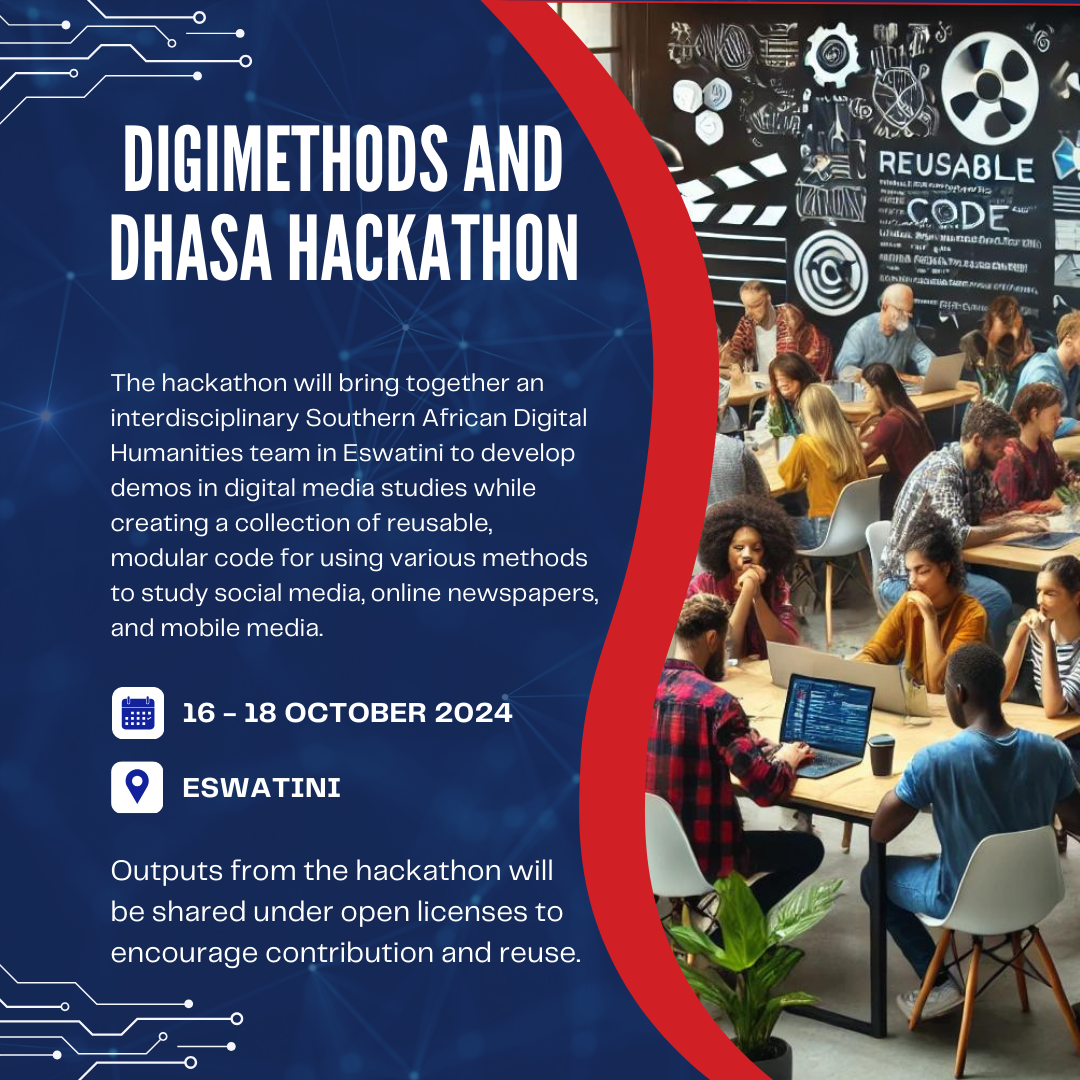 DIGIMETHODS AND
DHASA HACKATHON
The hackathon will bring together an
interdisciplinary Southern African Digital
Humanities team in Eswatini to develop
demos in digital media studies while
creating a collection of reusable,
modular code for using various methods
to study social media, online newspapers,
and mobile media.
16 - 18 OCTOBER 2024
ESWATINI
Outputs from the hackathon will
be shared under open licenses to
encourage contribution and reuse.
REUSABLE
CODE